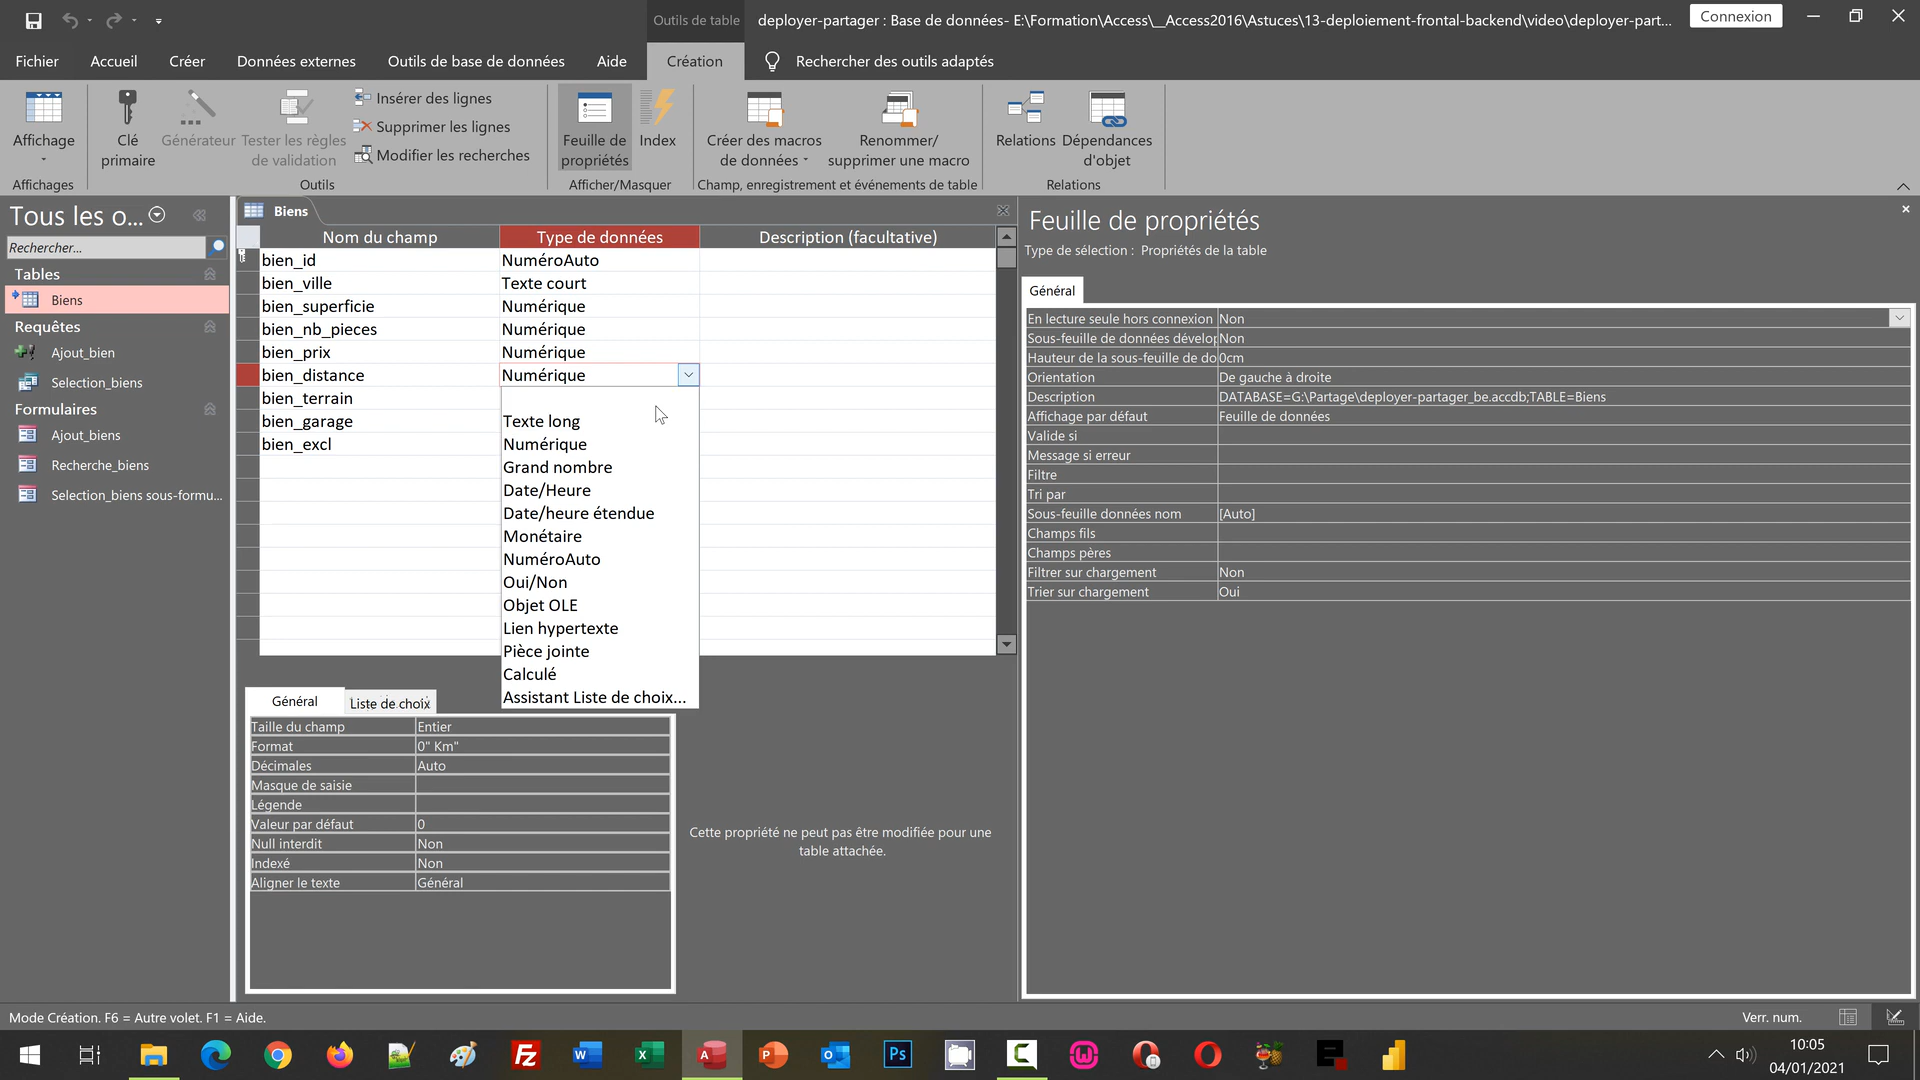 Outils de table
deployer-partager : Base de données- E:\Formation\Access\__Access2016\Astuces\13-deploiement-frontal-backend\video\deployer-part...
Connexion
Fichier
Accueil
Créer
Données externes
Outils de base de données
Aide
Création
Rechercher des outils adaptés
Affichage
Clé
primaire
Générateur
Tester les règles
de validation
Insérer des lignes
Supprimer les lignes
Modifier les recherches
Feuille de
propriétés
Index
Créer des macros
de données
Renommer/
supprimer une macro
Relations
Dépendances
d'objet
Affichages
Outils
Afficher/Masquer
Champ, enregistrement et événements de table
Relations
Tous les o...
Rechercher...
Tables
Biens
Requêtes
Ajout_bien
Selection_biens
Formulaires
Ajout_biens
Recherche_biens
Selection_biens sous-formu...
Biens
Nom du champ
Type de données
Description (facultative)
bien_id
NuméroAuto
bien_ville
Texte court
bien_superficie
Numérique
bien_nb_pieces
Numérique
bien_prix
Numérique
bien_distance
Numérique
bien_terrain
bien_garage
bien_excl
Texte long
Numérique
Grand nombre
Date/Heure
Date/heure étendue
Monétaire
NuméroAuto
Oui/Non
Objet OLE
Lien hypertexte
Pièce jointe
Calculé
Assistant Liste de choix...
Général
Liste de choix
Taille du champ
Entier
Format
0" Km"
Décimales
Auto
Masque de saisie
Légende
Valeur par défaut
0
Null interdit
Non
Indexé
Non
Aligner le texte
Général
Cette propriété ne peut pas être modifiée pour une
table attachée.
Feuille de propriétés
Type de sélection : Propriétés de la table
Général
En lecture seule hors connexion
Non
Sous-feuille de données dévelop
Non
Hauteur de la sous-feuille de do
0cm
Orientation
De gauche à droite
Description
DATABASE=G:\Partage\deployer-partager_be.accdb;TABLE=Biens
Affichage par défaut
Feuille de données
Valide si
Message si erreur
Filtre
Tri par
Sous-feuille données nom
[Auto]
Champs fils
Champs pères
Filtrer sur chargement
Non
Trier sur chargement
Oui
Mode Création. F6 = Autre volet. F1 = Aide.
Verr. num.
10:05
04/01/2021